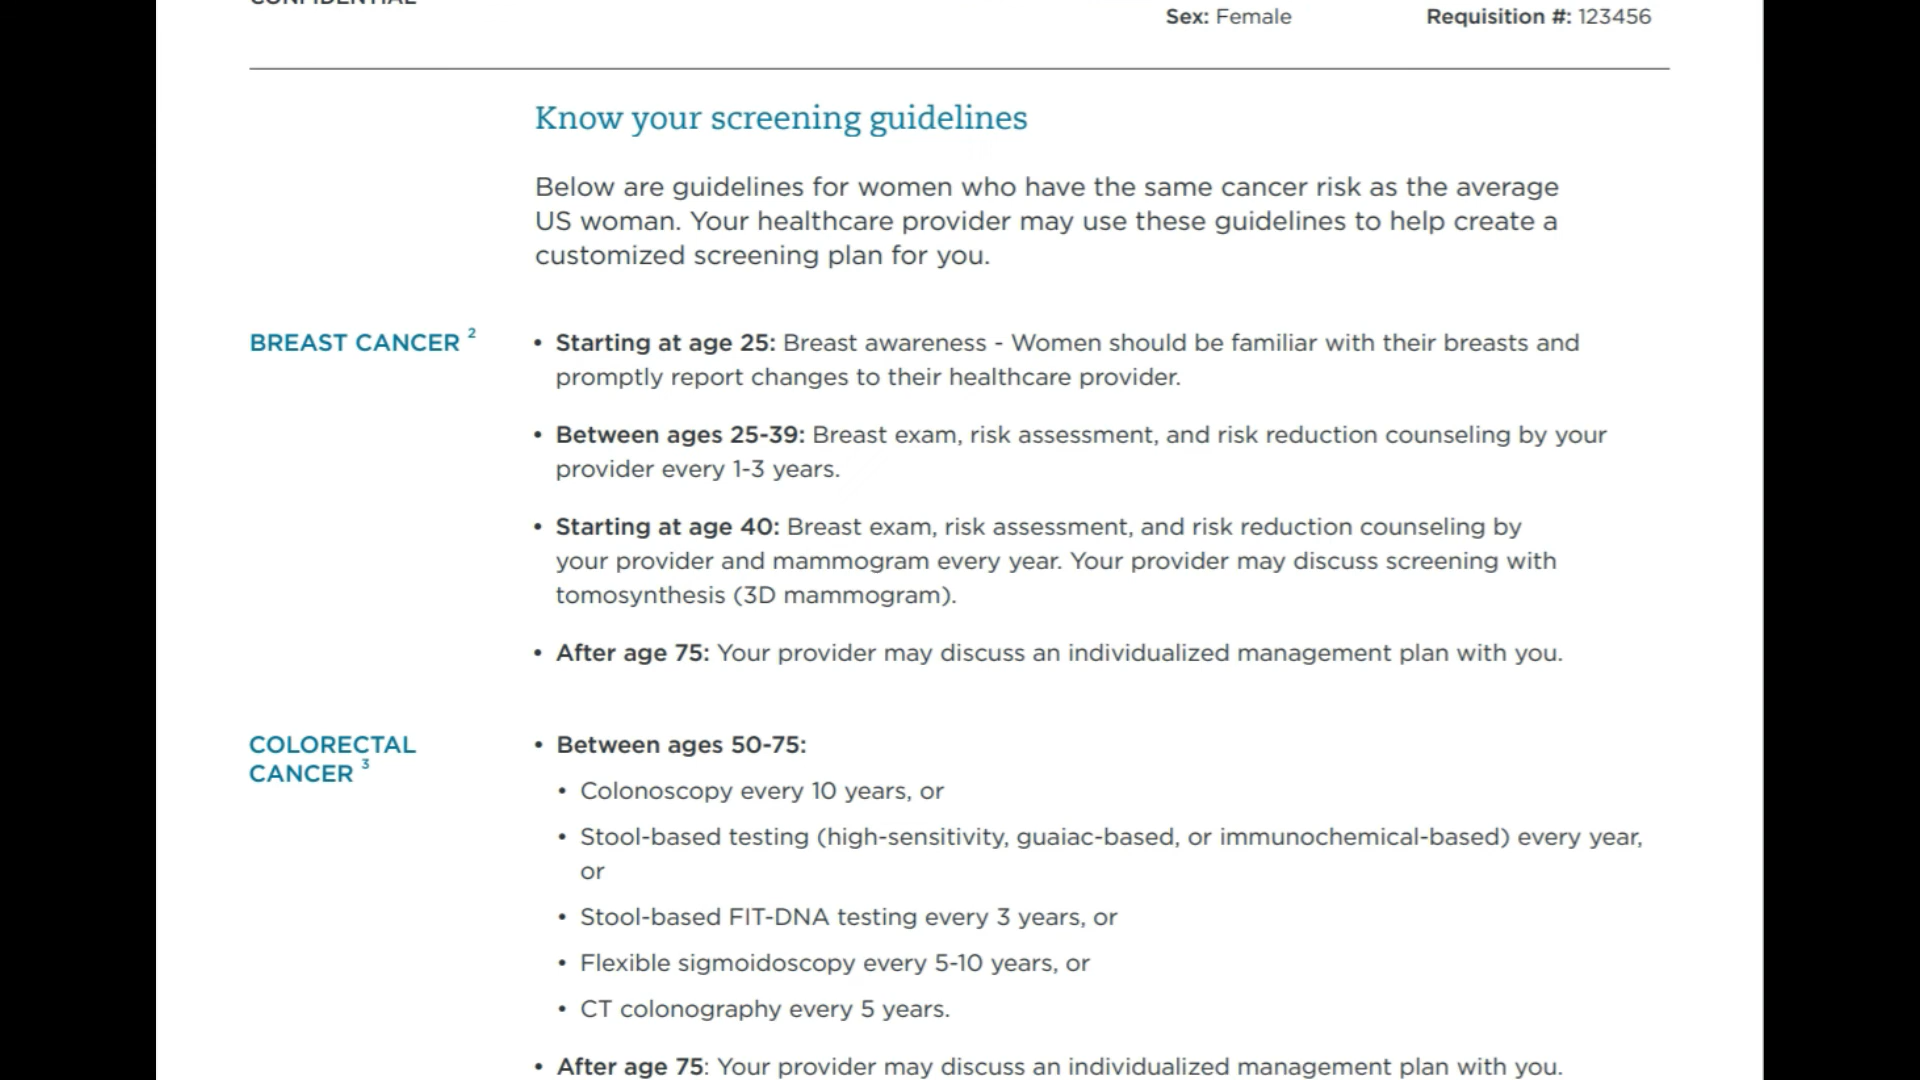 CONFIDENTIAL
Sex: Female Requisition #: 123456
Know your screening guidelines
Below are guidelines for women who have the same cancer risk as the average
US woman. Your healthcare provider may use these guidelines to help create a
customized screening plan for you.
BREAST CANCER 2
• Starting at age 25: Breast awareness - Women should be familiar with their breasts and
promptly report changes to their healthcare provider.
• Between ages 25-39: Breast exam, risk assessment, and risk reduction counseling by your
provider every 1-3 years.
• Starting at age 40: Breast exam, risk assessment, and risk reduction counseling by
your provider and mammogram every year. Your provider may discuss screening with
tomosynthesis (3D mammogram).
• After age 75: Your provider may discuss an individualized management plan with you.
COLORECTAL
CANCER 3
• Between ages 50-75:
• Colonoscopy every 10 years, or
• Stool-based testing (high-sensitivity, guaiac-based, or immunochemical-based) every year,
or
• Stool-based FIT-DNA testing every 3 years, or
• Flexible sigmoidoscopy every 5-10 years, or
• CT colonography every 5 years.
• After age 75: Your provider may discuss an individualized management plan with you.